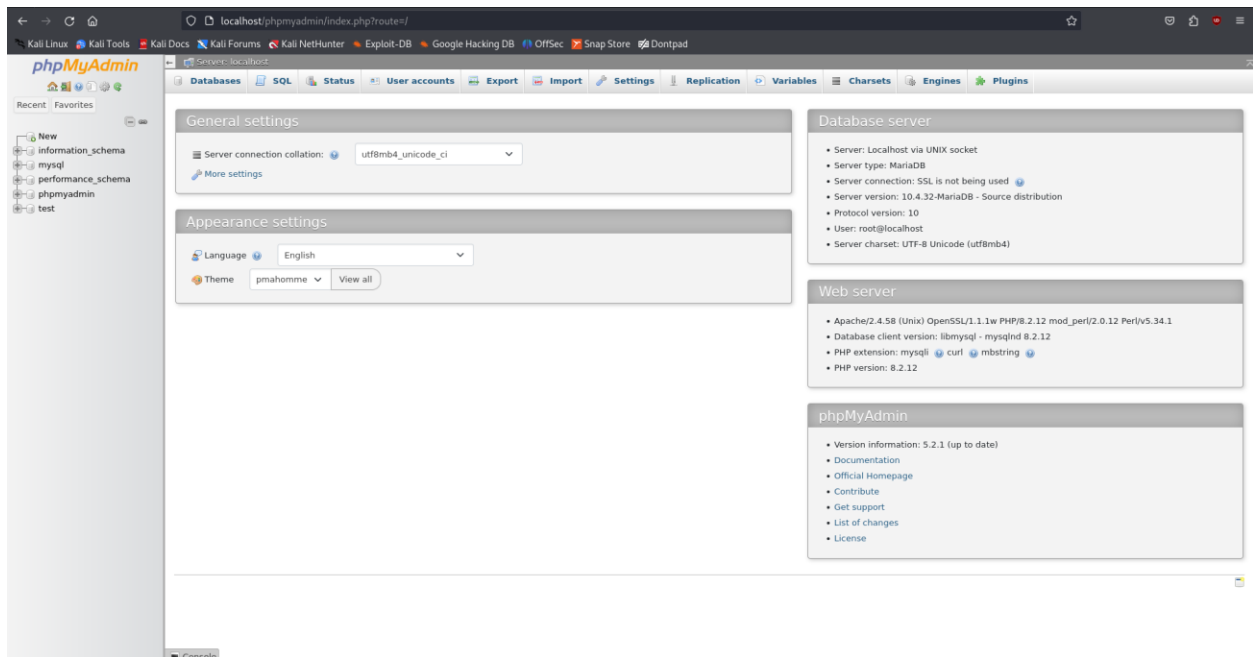 localhost/phpmyadmin/index.php?route=/
Kali Linux Kali Tools Kali Docs Kali Forums Kali NetHunter Exploit-DB Google Hacking DB OffSec Snap Store Dontpad
phpMyAdmin
Recent Favorites
New
information_schema
mysql
performance_schema
phpmyadmin
test
Server: localhost
Databases SQL Status User accounts Export Import Settings Replication Variables Charsets Engines Plugins
General settings
Server connection collation: utf8mb4_unicode_ci
More settings
Appearance settings
Language English
Theme pmahomme View all
Database server
• Server: Localhost via UNIX socket
• Server type: MariaDB
• Server connection: SSL is not being used
• Server version: 10.4.32-MariaDB - Source distribution
• Protocol version: 10
• User: root@localhost
• Server charset: UTF-8 Unicode (utf8mb4)
Web server
• Apache/2.4.58 (Unix) OpenSSL/1.1.1w PHP/8.2.12 mod_perl/2.0.12 Perl/v5.34.1
• Database client version: libmysql - mysqlnd 8.2.12
• PHP extension: mysqli curl mbstring
• PHP version: 8.2.12
phpMyAdmin
• Version information: 5.2.1 (up to date)
• Documentation
• Official Homepage
• Contribute
• Get support
• List of changes
• License
Console